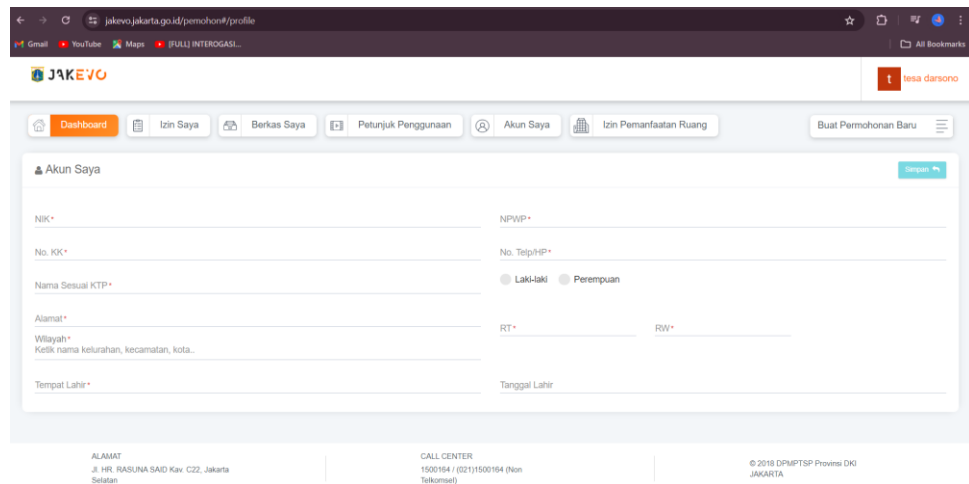 jakevo.jakarta.go.id/pemohon#/profile
Gmail YouTube Maps [FULL] INTEROGASI... All Bookmarks
JAKEVO
t tesa darsono
Dashboard Izin Saya Berkas Saya Petunjuk Penggunaan Akun Saya Izin Pemanfaatan Ruang Buat Permohonan Baru
Akun Saya Simpan
NIK* NPWP*
No. KK* No. Telp/HP*
Nama Sesuai KTP* Laki-laki Perempuan
Alamat* RT* RW*
Wilayah*
Ketik nama kelurahan, kecamatan, kota..
Tempat Lahir* Tanggal Lahir
ALAMAT
Jl. HR. RASUNA SAID Kav. C22, Jakarta
Selatan
CALL CENTER
1500164 / (021)1500164 (Non
Telkomsel)
© 2018 DPMPTSP Provinsi DKI
JAKARTA